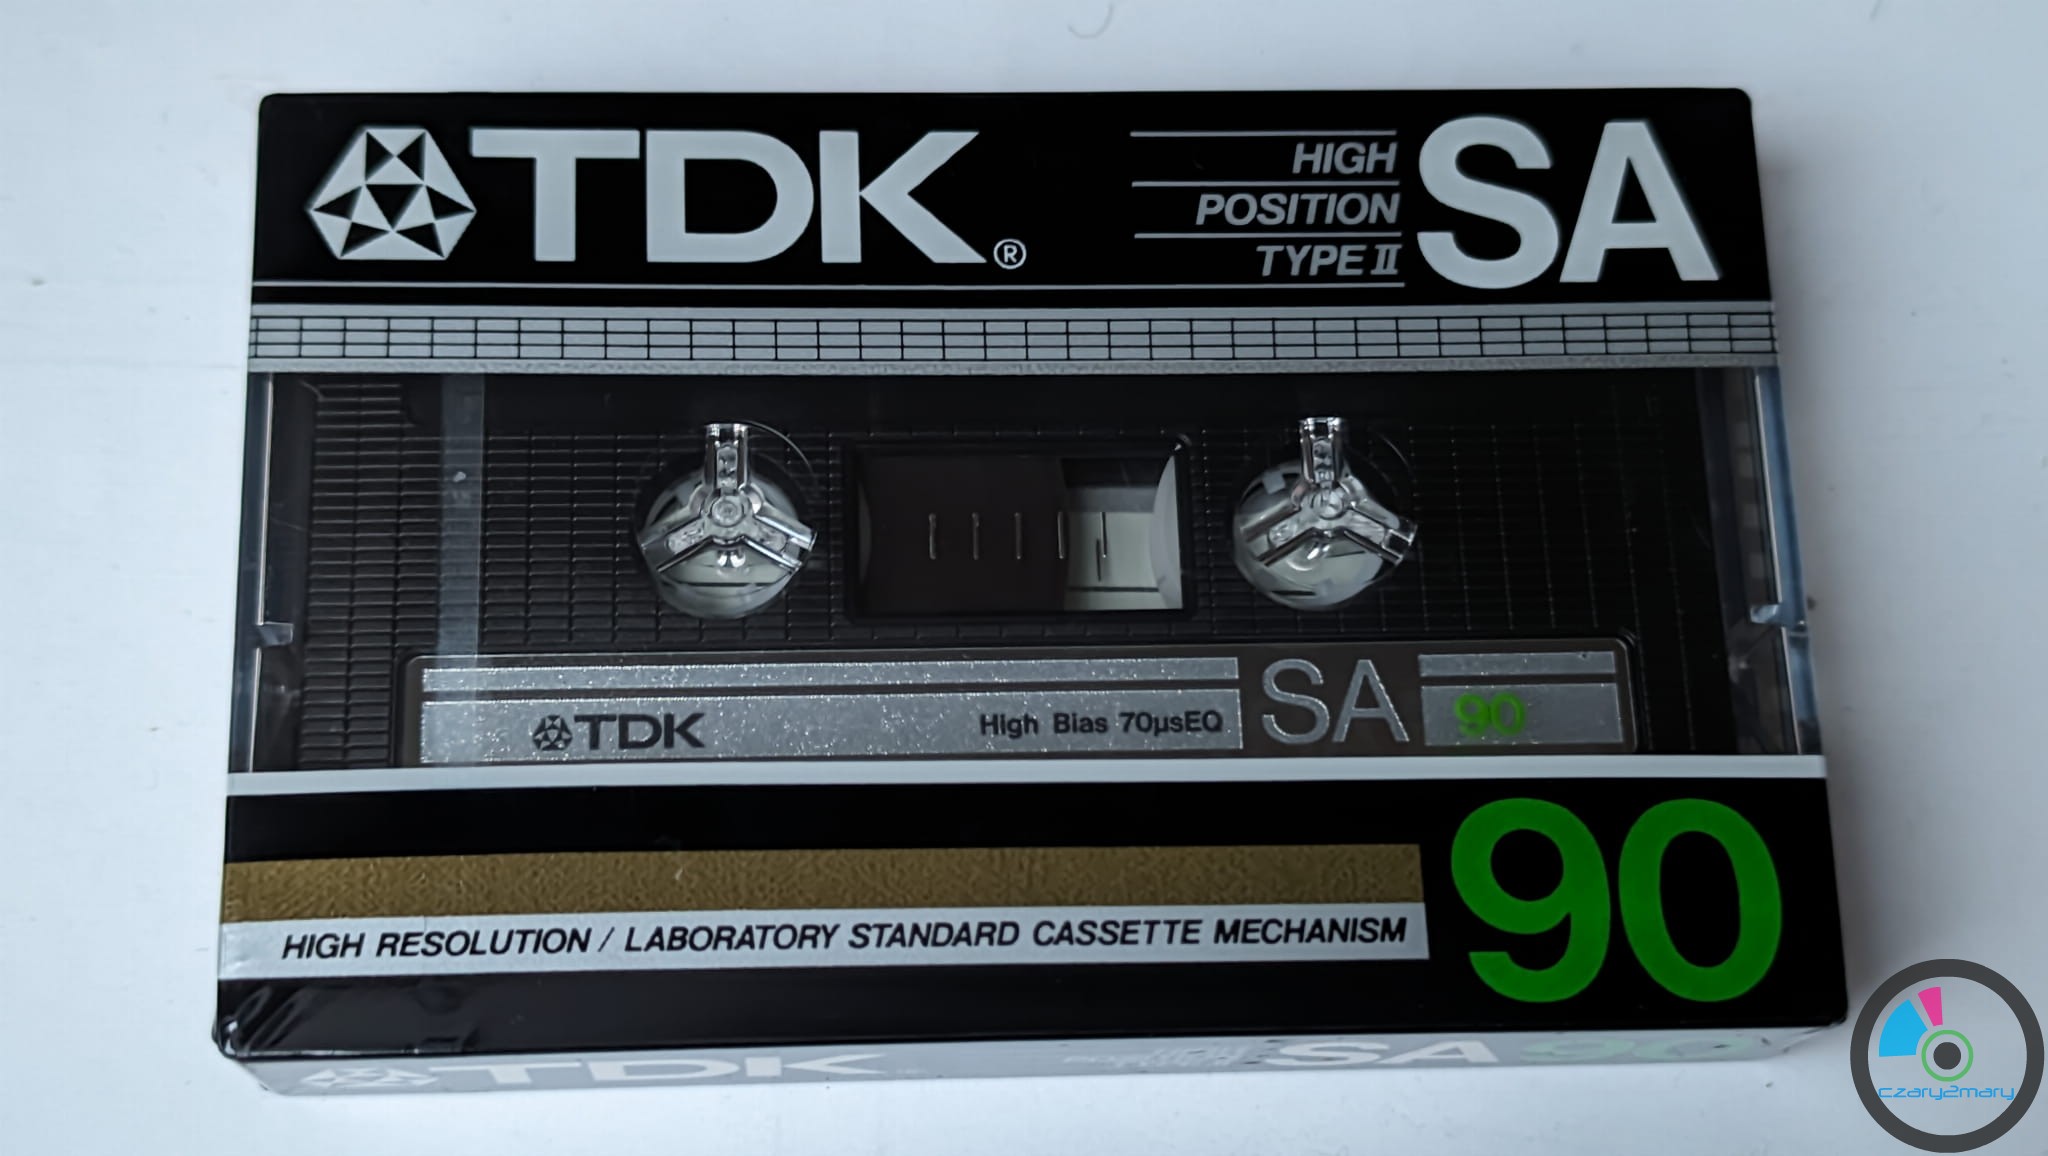 TDK®
HIGH
POSITION
TYPE II
SA
TDK
High Bias 70µsEQ
SA
90
90
HIGH RESOLUTION / LABORATORY STANDARD CASSETTE MECHANISM
TDK
SA 90
czary2mary